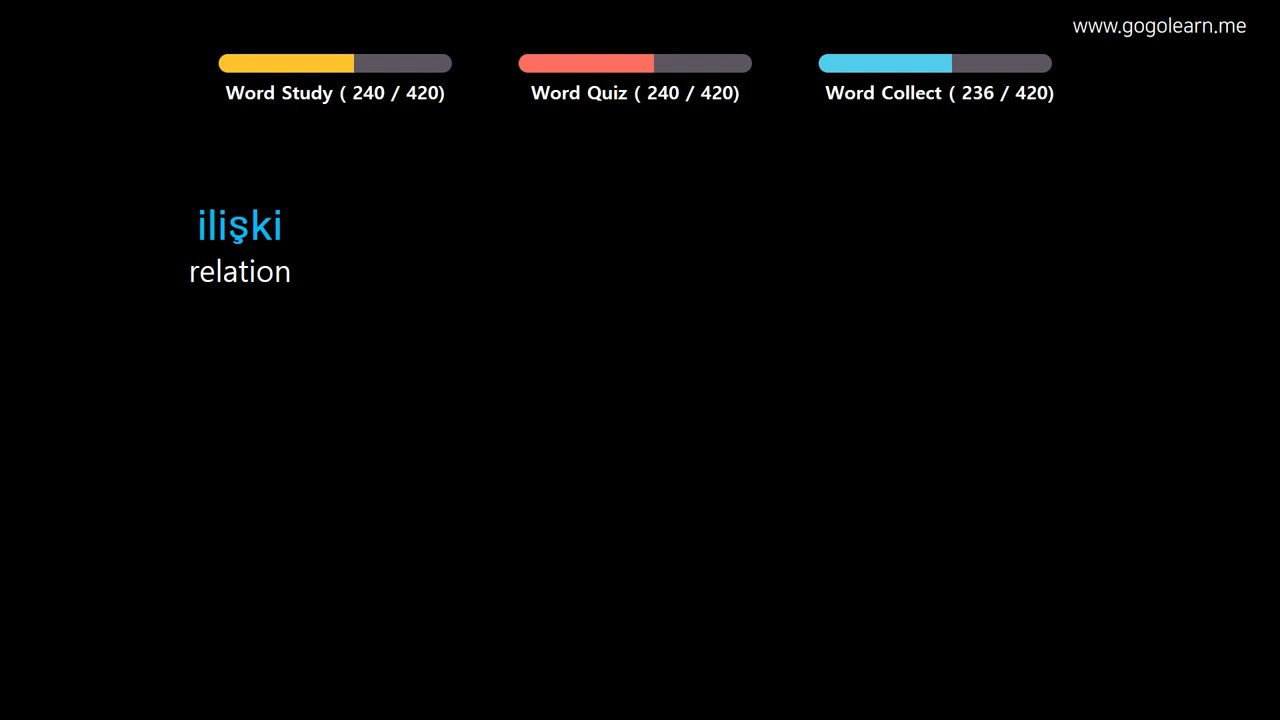 www.gogolearn.me
Word Study ( 240 / 420)
Word Quiz ( 240 / 420)
Word Collect ( 236 / 420)
ilişki
relation